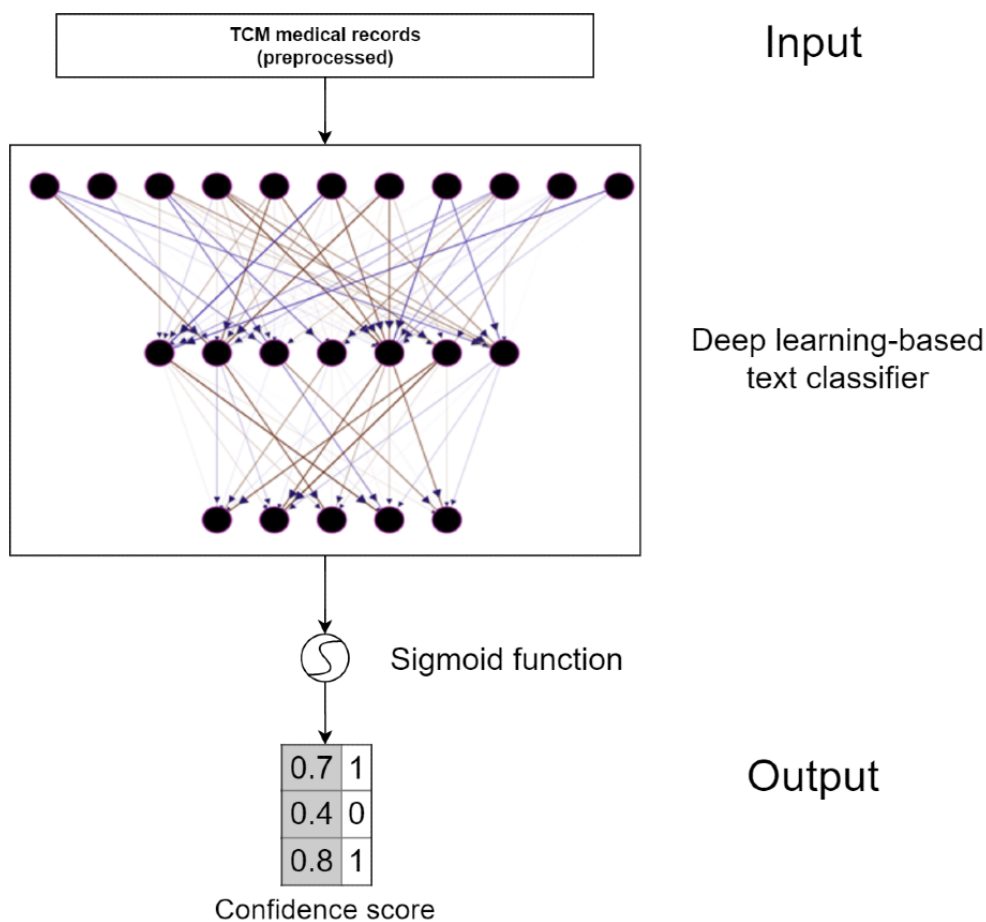 TCM medical records
(preprocessed)
Input
Deep learning-based
text classifier
Sigmoid function
0.7 1
0.4 0
0.8 1
Output
Confidence score